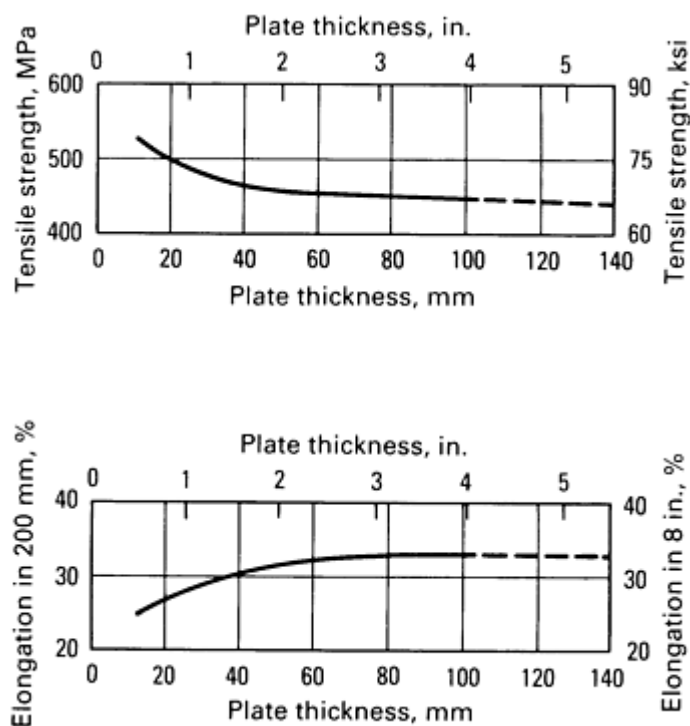 Plate thickness, in.
0 1 2 3 4 5
Tensile strength, MPa
600
500
400
Tensile strength, ksi
90
75
60
0 20 40 60 80 100 120 140
Plate thickness, mm
Plate thickness, in.
0 1 2 3 4 5
Elongation in 200 mm, %
40
30
20
Elongation in 8 in., %
40
30
20
0 20 40 60 80 100 120 140
Plate thickness, mm